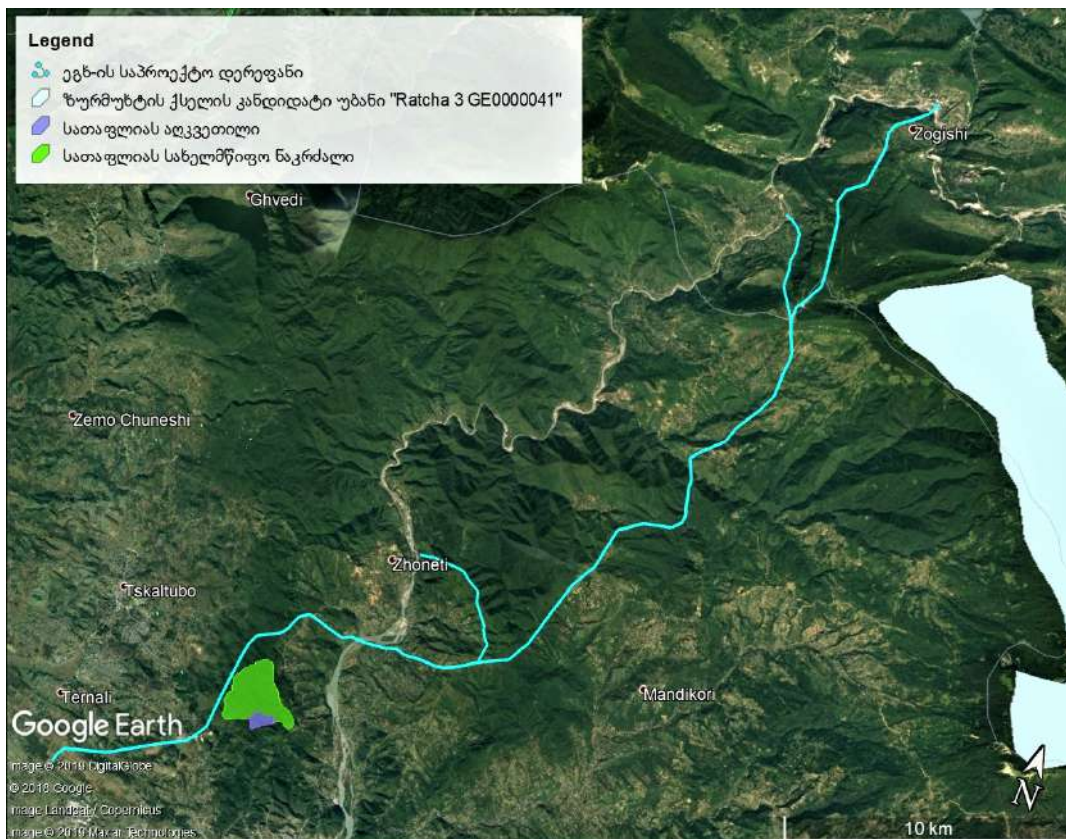 Legend
ეგხ-ის საპროექტო დერეფანი
ზურმუხტის ქსელის კანდიდატი უბანი "Ratcha 3 GE0000041"
სათაფლიას აღკვეთილი
სათაფლიას სახელმწიფო ნაკრძალი
Zogishi
Ghvedi
Zemo Chuneshi
Zhoneti
Tskaltubo
Ternali
Mandikori
Google Earth
Image © 2019 DigitalGlobe
© 2018 Google
Image Landsat / Copernicus
Image © 2019 Maxar Technologies
10 km
N